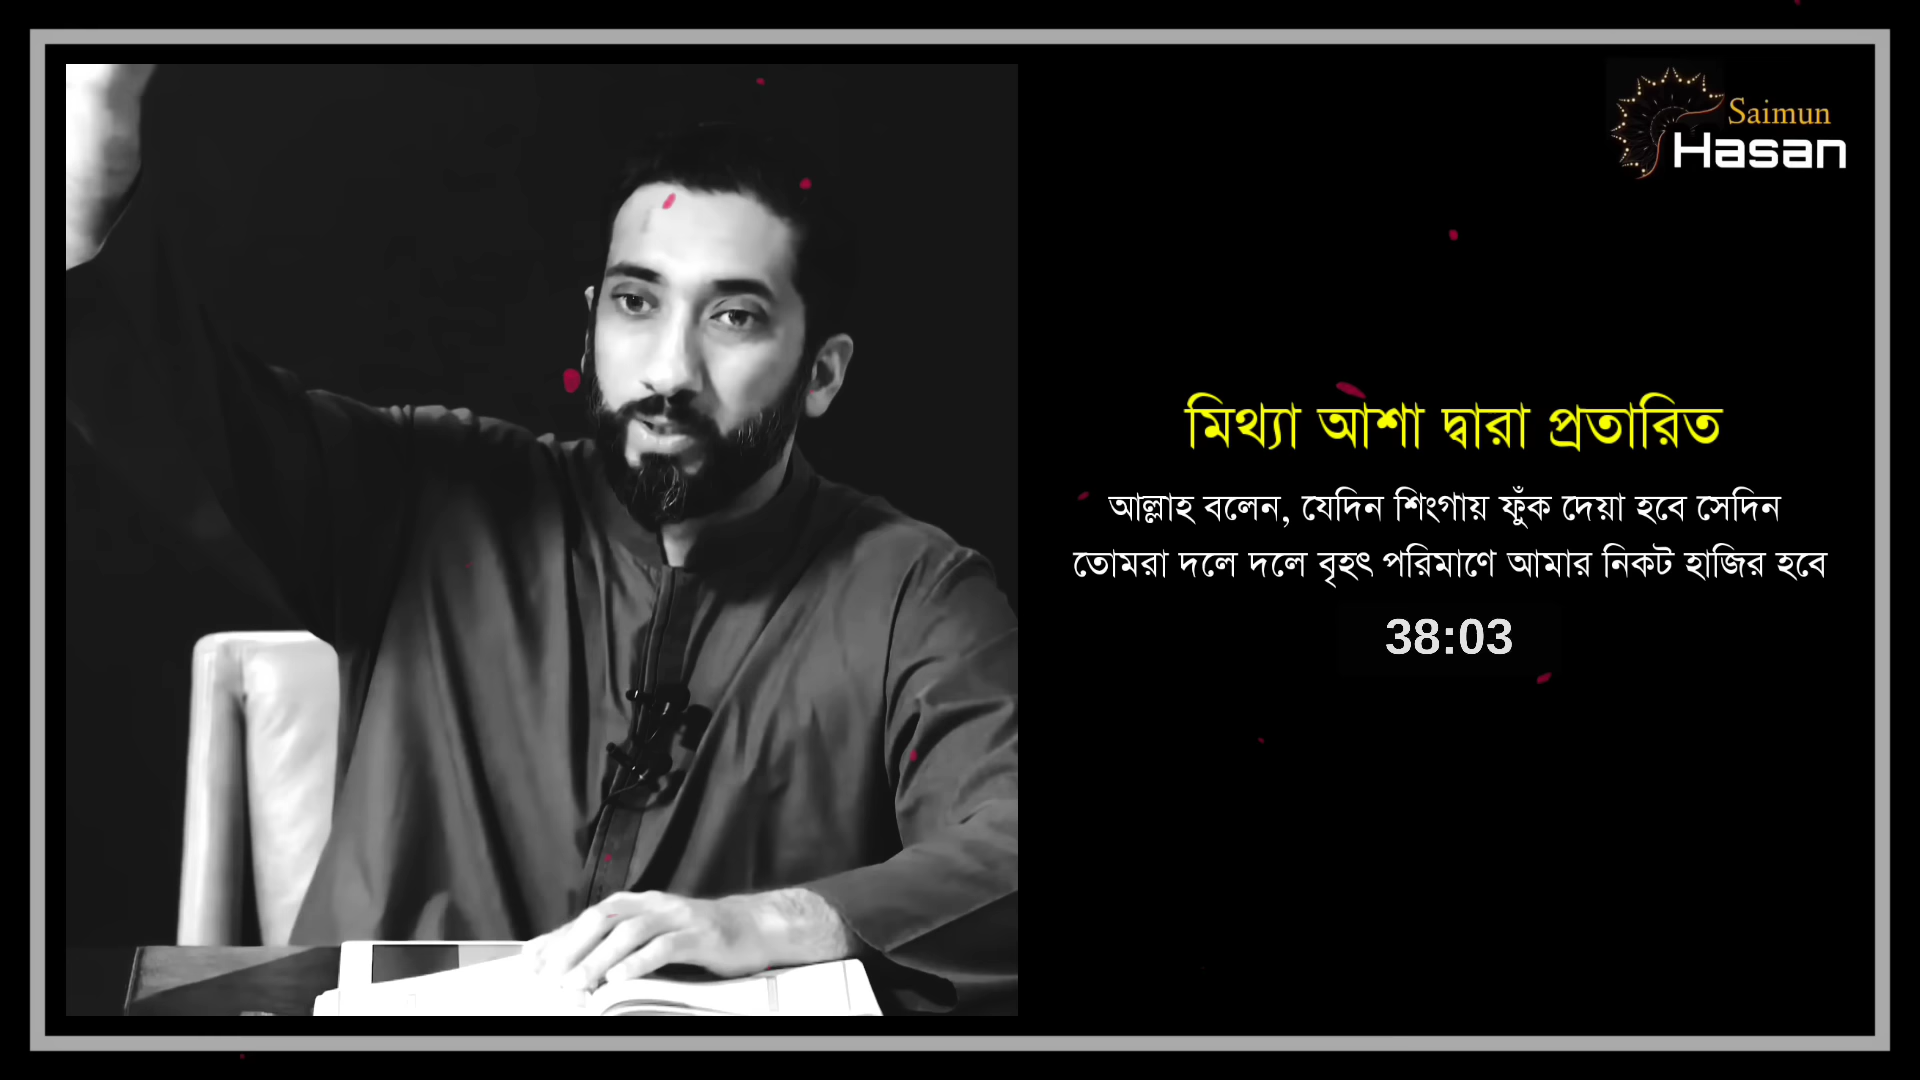 Saimun
Hasan
মিথ্যা আশা দ্বারা প্রতারিত
আল্লাহ বলেন, যেদিন শিংগায় ফুঁক দেয়া হবে সেদিন
তোমরা দলে দলে বৃহৎ পরিমাণে আমার নিকট হাজির হবে
38:03